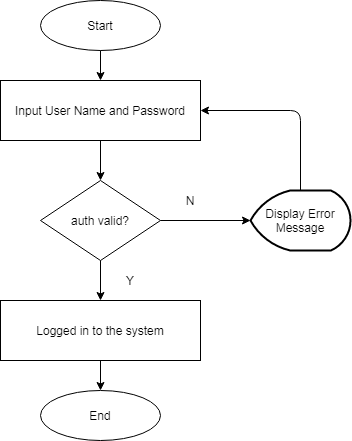 Start
Input User Name and Password
auth valid?
N
Display Error
Message
Y
Logged in to the system
End